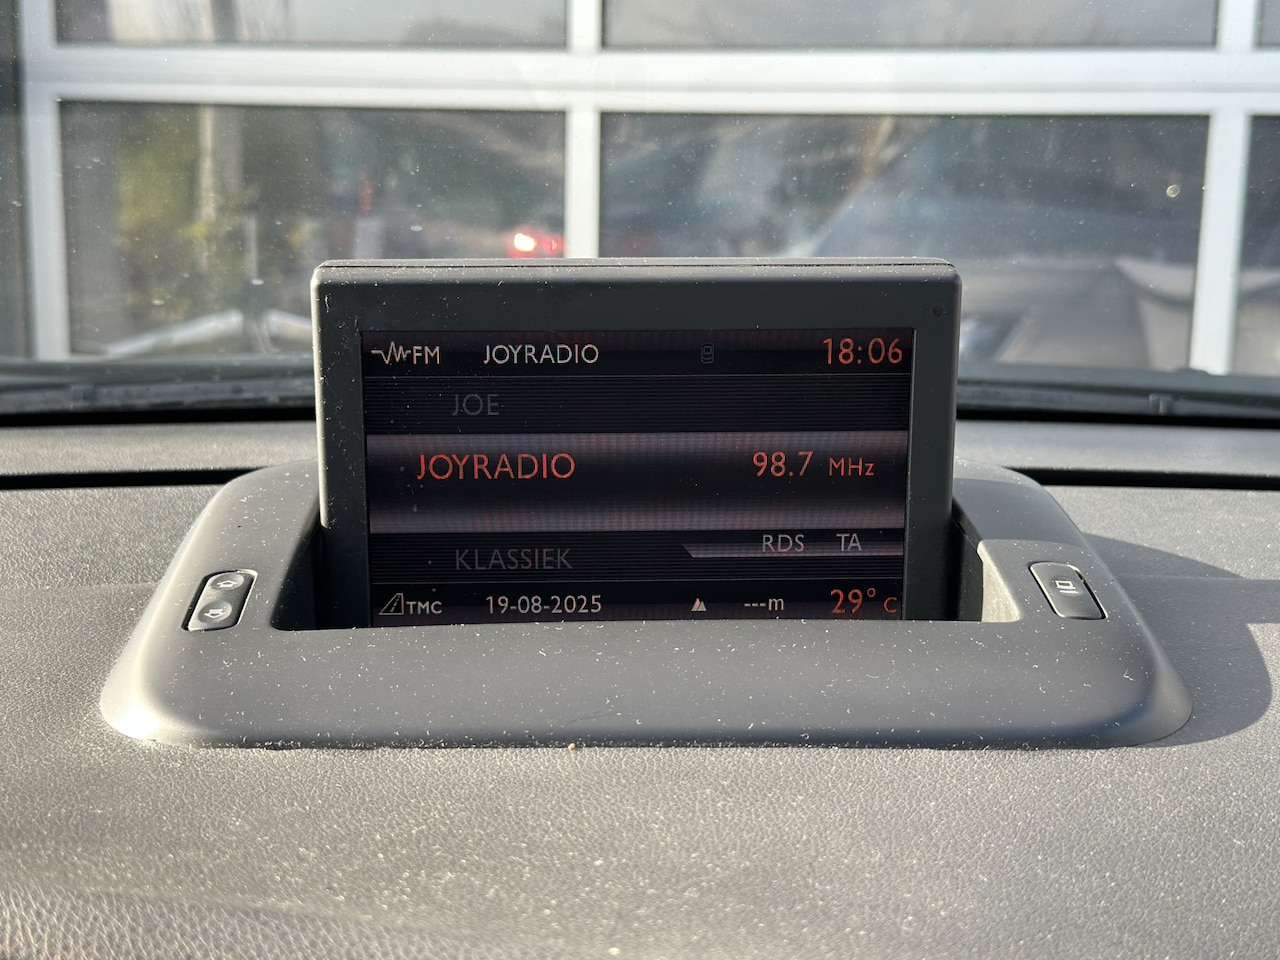 FM JOYRADIO 18:06
JOE
JOYRADIO 98.7 MHz
RDS TA
KLASSIEK
TMC 19-08-2025 ---m 29° C